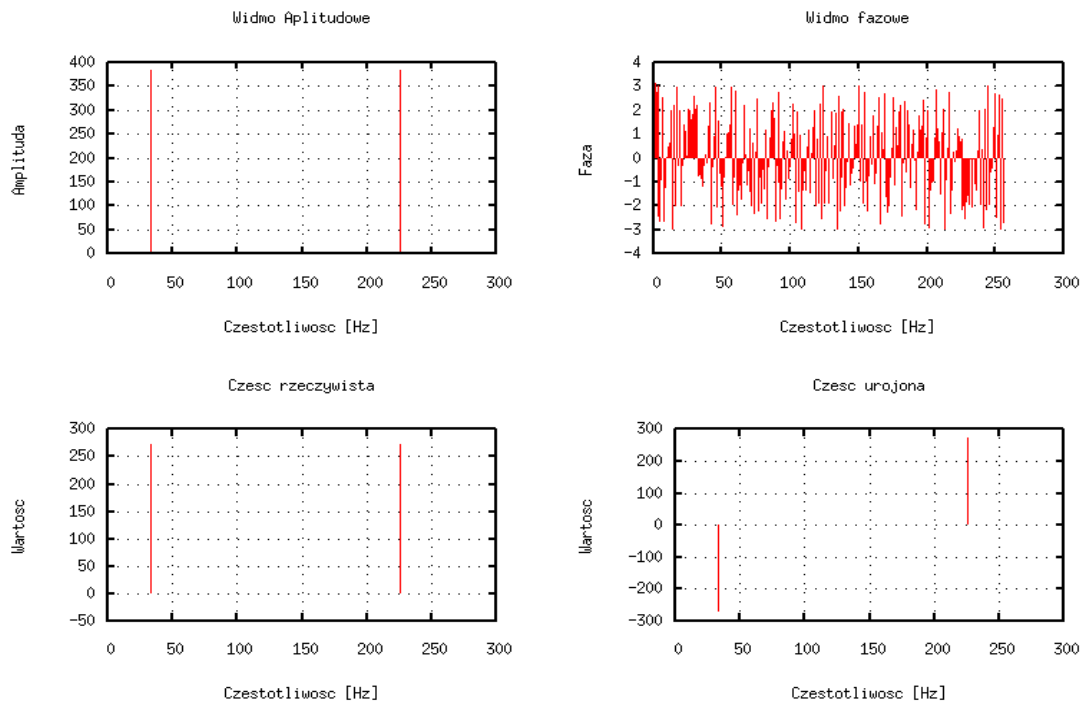 Widmo Aplitudowe
Amplituda
400
350
300
250
200
150
100
50
0
0 50 100 150 200 250 300
Czestotliwosc [Hz]
Widmo fazowe
Faza
4
3
2
1
0
-1
-2
-3
-4
0 50 100 150 200 250 300
Czestotliwosc [Hz]
Czesc rzeczywista
Wartosc
300
250
200
150
100
50
0
-50
0 50 100 150 200 250 300
Czestotliwosc [Hz]
Czesc urojona
Wartosc
300
200
100
0
-100
-200
-300
0 50 100 150 200 250 300
Czestotliwosc [Hz]